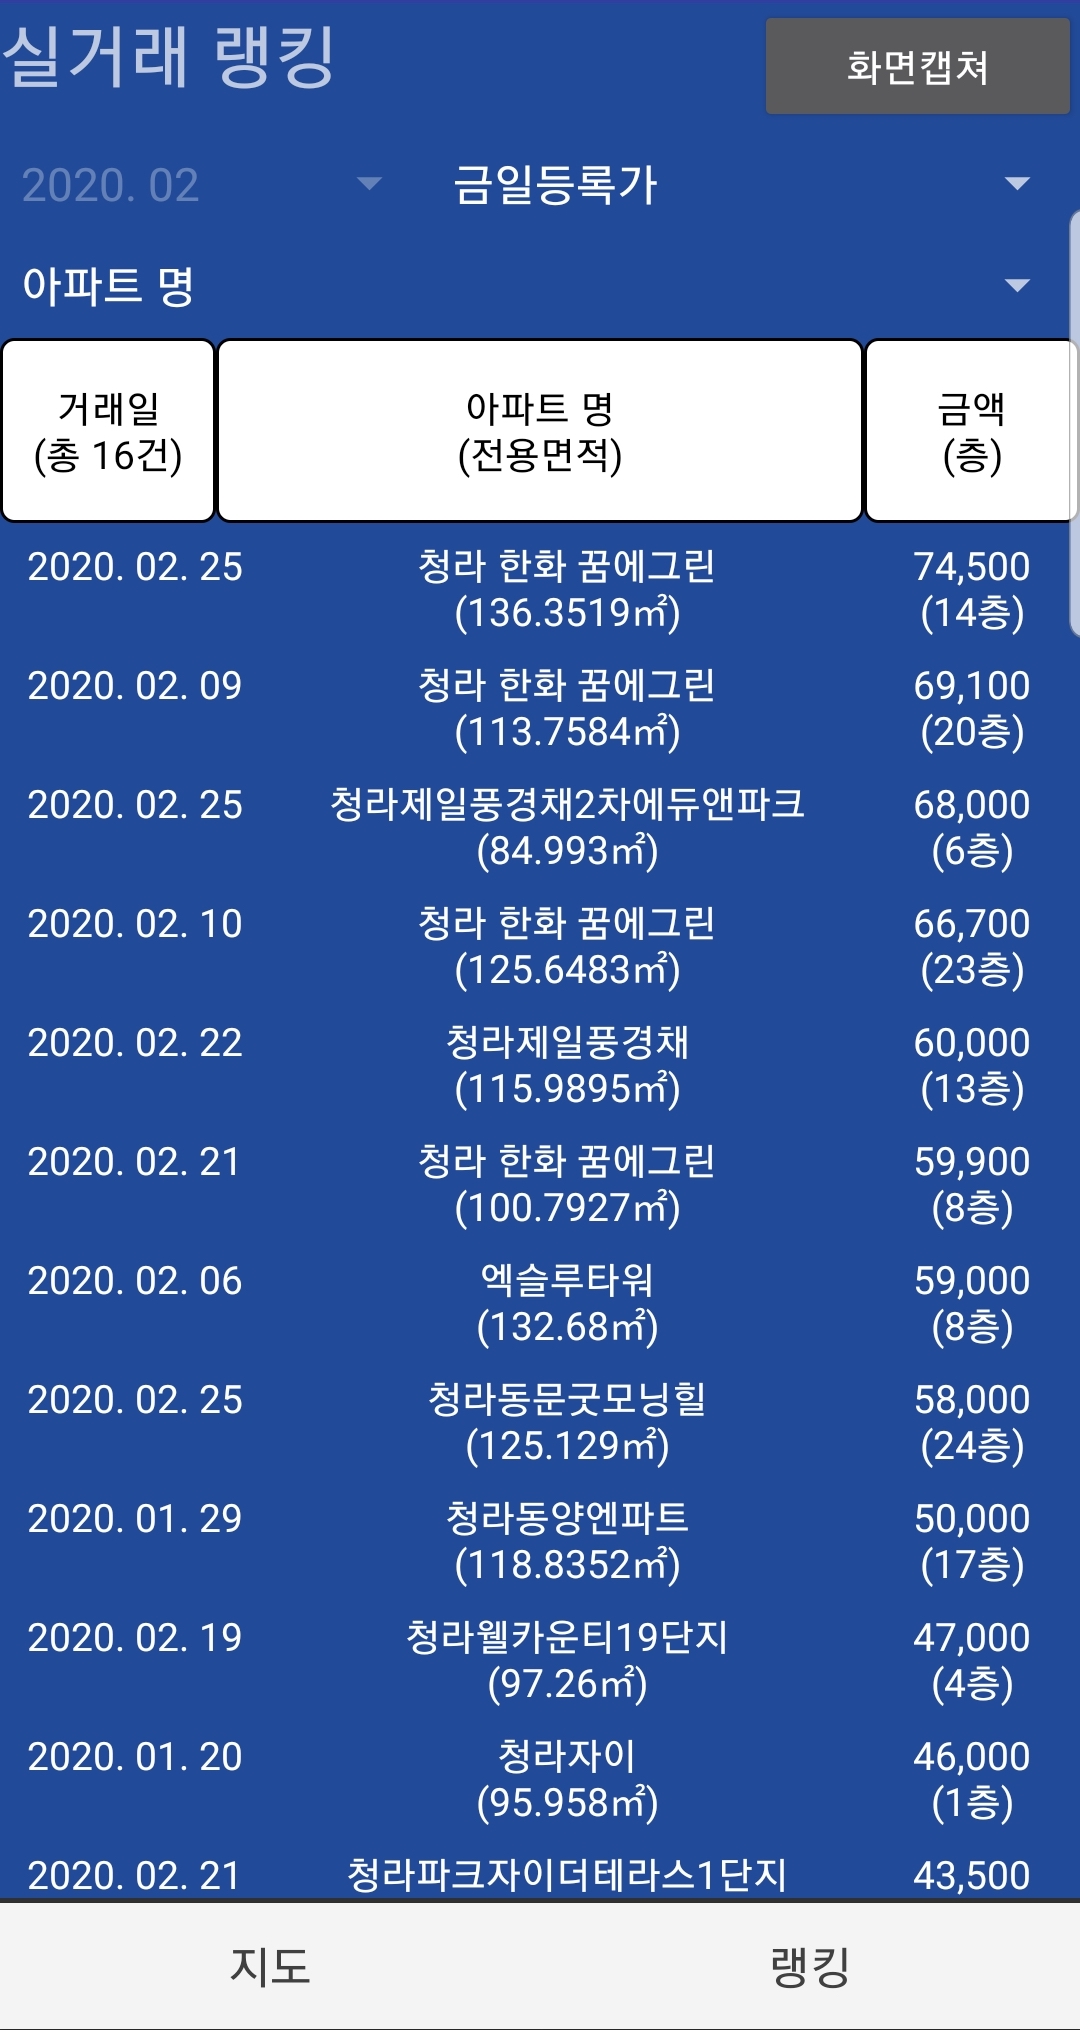 실거래 랭킹
화면캡쳐
2020. 02
금일등록가
아파트 명
거래일
(총 16건)
아파트 명
(전용면적)
금액
(층)
2020. 02. 25
청라 한화 꿈에그린
(136.3519㎡)
74,500
(14층)
2020. 02. 09
청라 한화 꿈에그린
(113.7584㎡)
69,100
(20층)
2020. 02. 25
청라제일풍경채2차에듀앤파크
(84.993㎡)
68,000
(6층)
2020. 02. 10
청라 한화 꿈에그린
(125.6483㎡)
66,700
(23층)
2020. 02. 22
청라제일풍경채
(115.9895㎡)
60,000
(13층)
2020. 02. 21
청라 한화 꿈에그린
(100.7927㎡)
59,900
(8층)
2020. 02. 06
엑슬루타워
(132.68㎡)
59,000
(8층)
2020. 02. 25
청라동문굿모닝힐
(125.129㎡)
58,000
(24층)
2020. 01. 29
청라동양엔파트
(118.8352㎡)
50,000
(17층)
2020. 02. 19
청라웰카운티19단지
(97.26㎡)
47,000
(4층)
2020. 01. 20
청라자이
(95.958㎡)
46,000
(1층)
2020. 02. 21
청라파크자이더테라스1단지
43,500
지도
랭킹